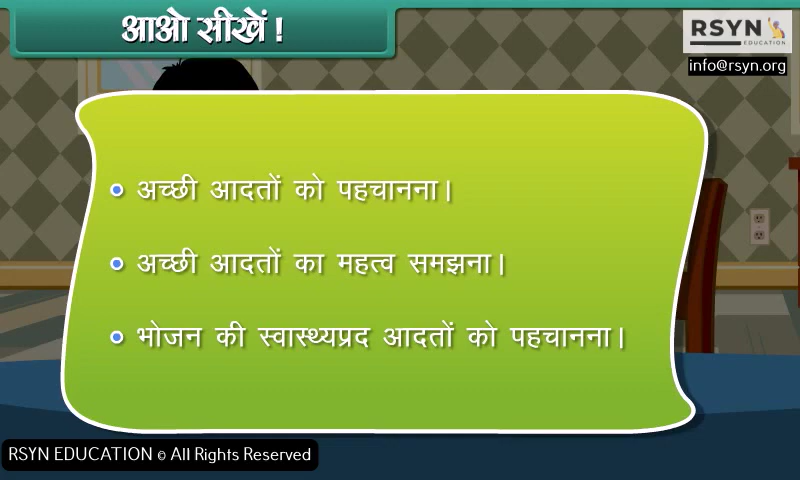 आओ सीखें!
RSYN
EDUCATION
info@rsyn.org
अच्छी आदतों को पहचानना।
अच्छी आदतों का महत्व समझना।
भोजन की स्वास्थ्यप्रद आदतों को पहचानना।
RSYN EDUCATION © All Rights Reserved